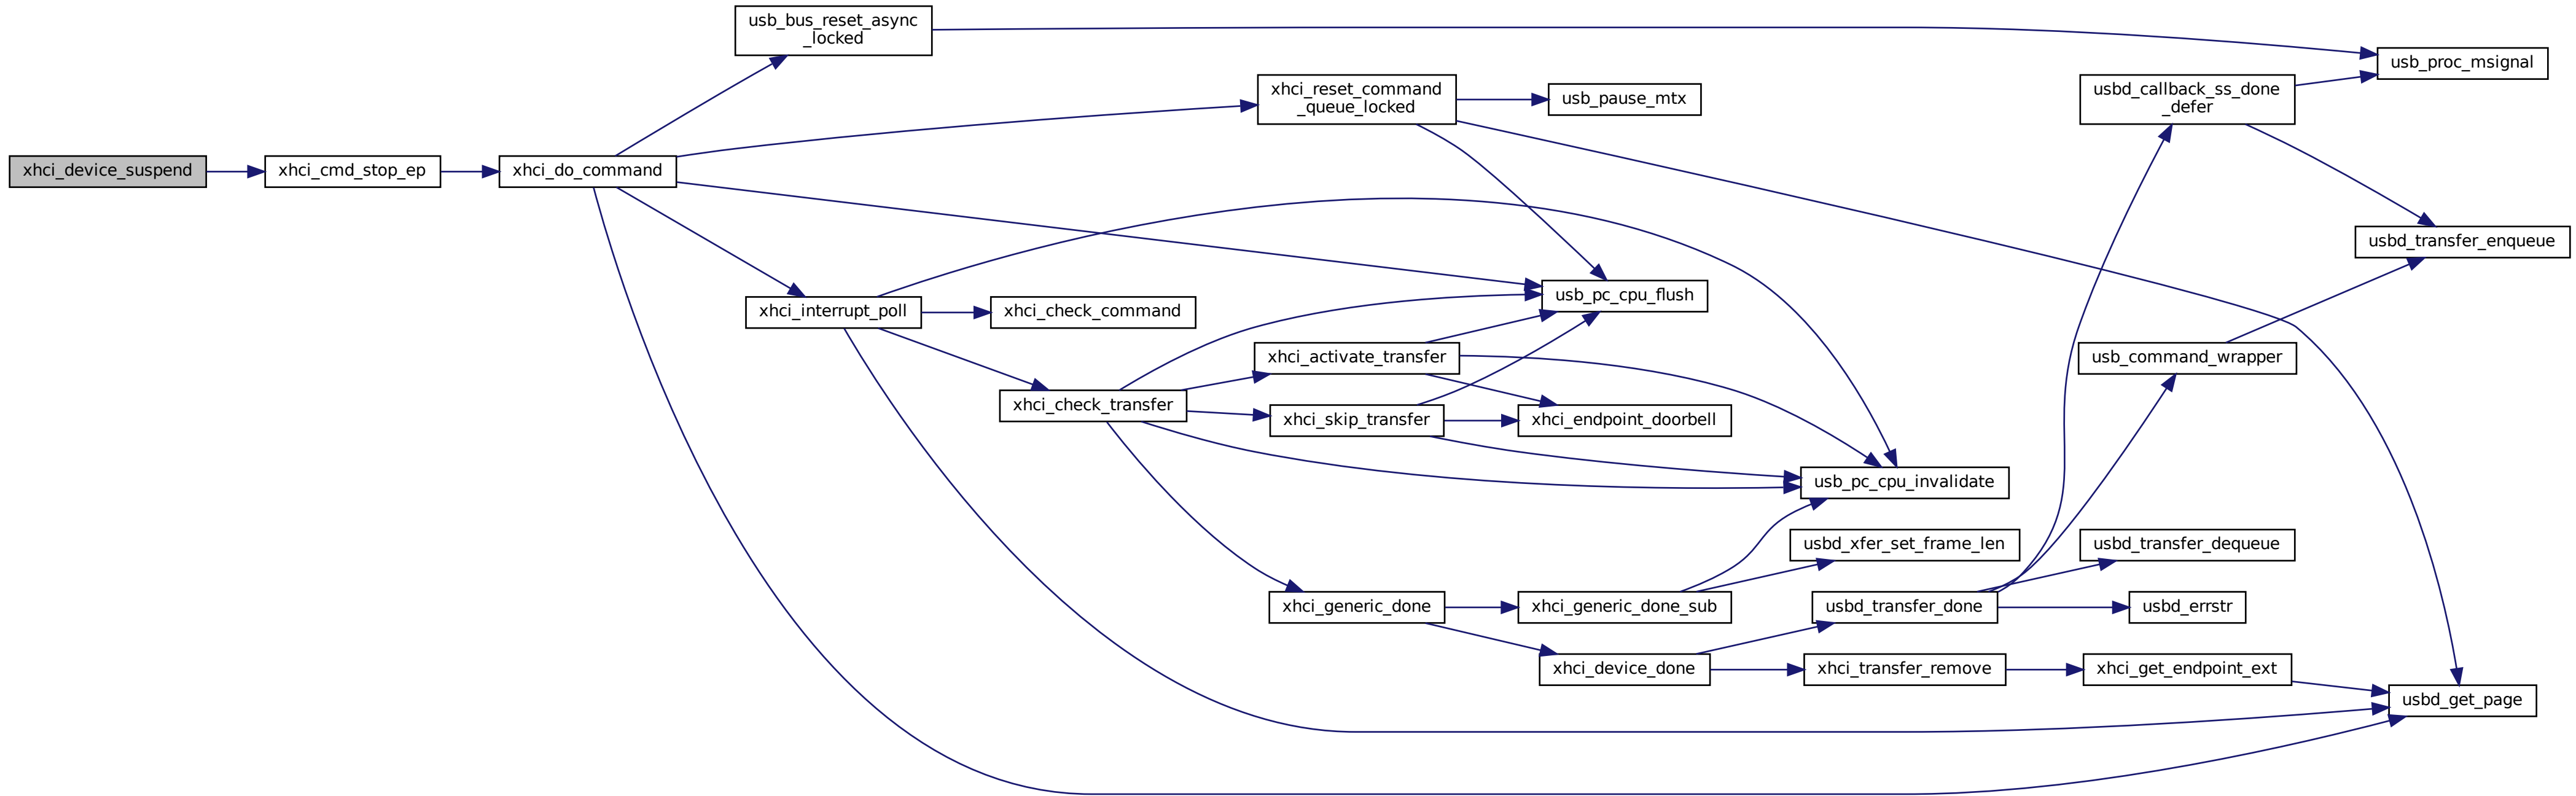 usb_bus_reset_async
_locked
usb_proc_msignal
xhci_reset_command
_queue_locked
usb_pause_mtx
usbd_callback_ss_done
_defer
xhci_device_suspend
xhci_cmd_stop_ep
xhci_do_command
usbd_transfer_enqueue
usb_pc_cpu_flush
xhci_interrupt_poll
xhci_check_command
xhci_activate_transfer
usb_command_wrapper
xhci_check_transfer
xhci_skip_transfer
xhci_endpoint_doorbell
usb_pc_cpu_invalidate
usbd_xfer_set_frame_len
usbd_transfer_dequeue
xhci_generic_done
xhci_generic_done_sub
usbd_transfer_done
usbd_errstr
xhci_device_done
xhci_transfer_remove
xhci_get_endpoint_ext
usbd_get_page